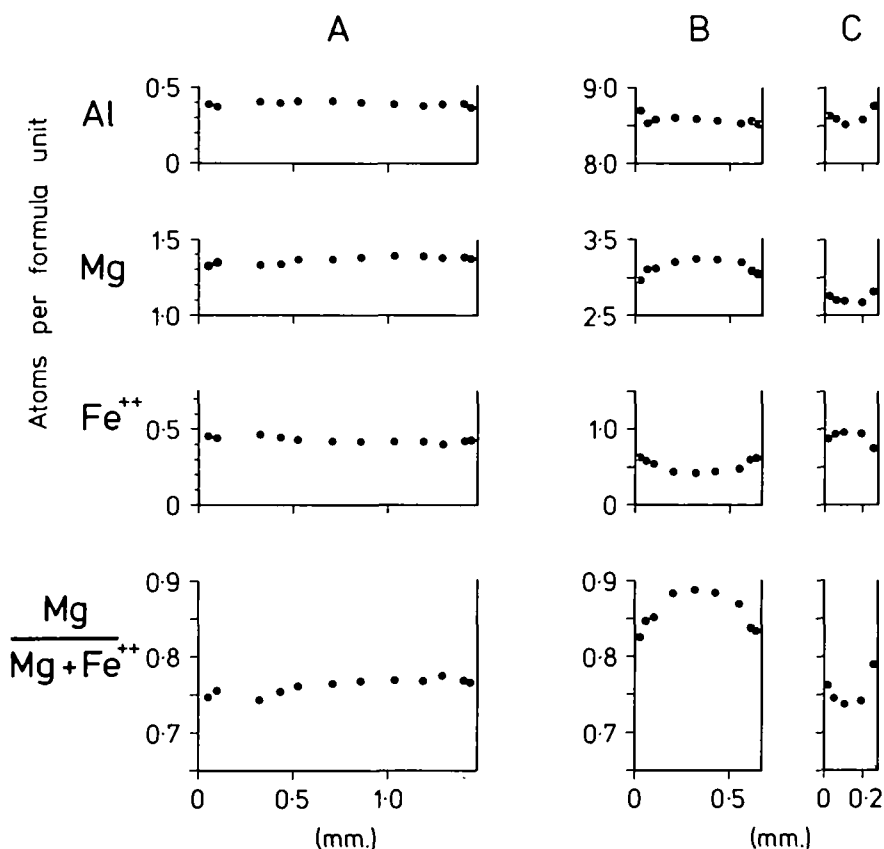 A B C
Atoms per formula unit
Al
0·5
0
9·0
8·0
Mg
1·5
1·0
3·5
2·5
Fe++
0·5
0
1·0
0
Mg
Mg + Fe++
0·9
0·8
0·7
0·9
0·8
0·7
0 0·5 1·0 0 0·5 0 0·2
(mm.) (mm.)